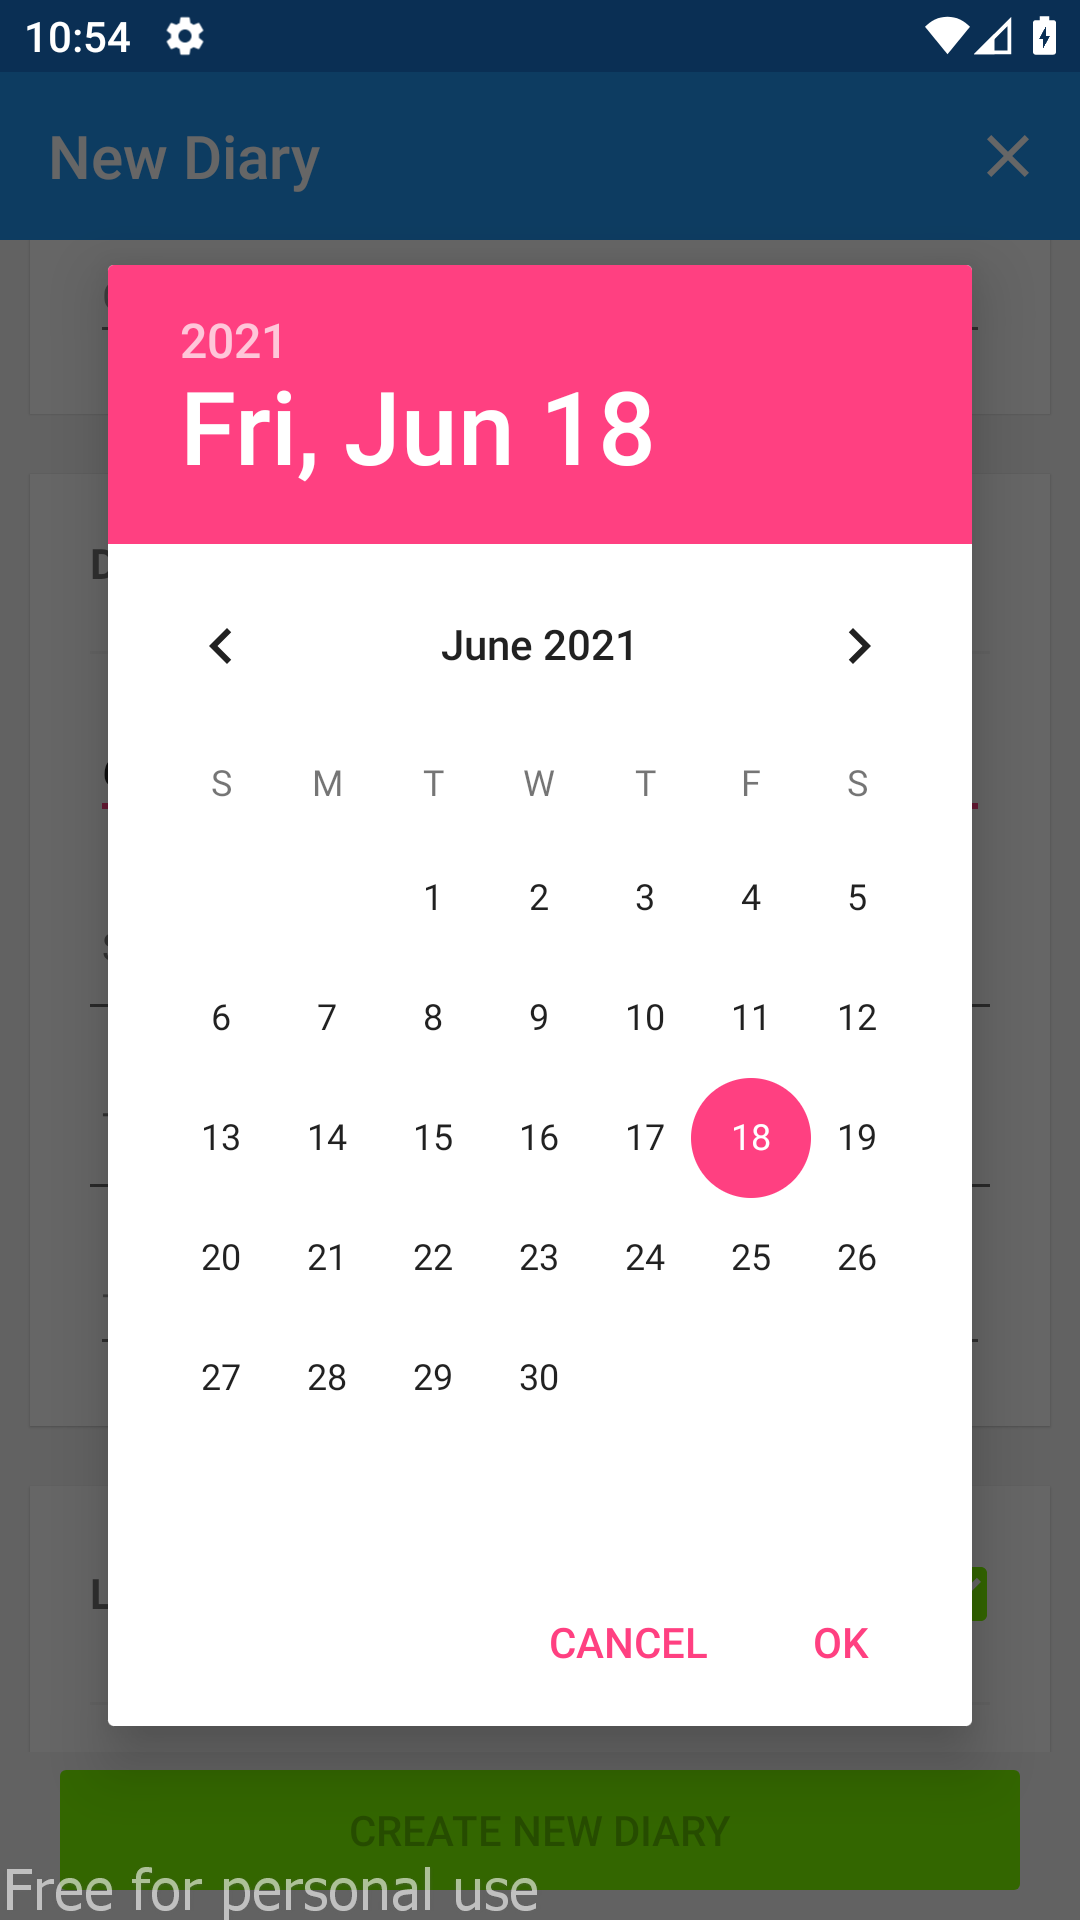 10:54
New Diary
2021
Fri, Jun 18
June 2021
S M T W T F S
1 2 3 4 5
6 7 8 9 10 11 12
13 14 15 16 17 18 19
20 21 22 23 24 25 26
27 28 29 30
CANCEL OK
CREATE NEW DIARY
Free for personal use